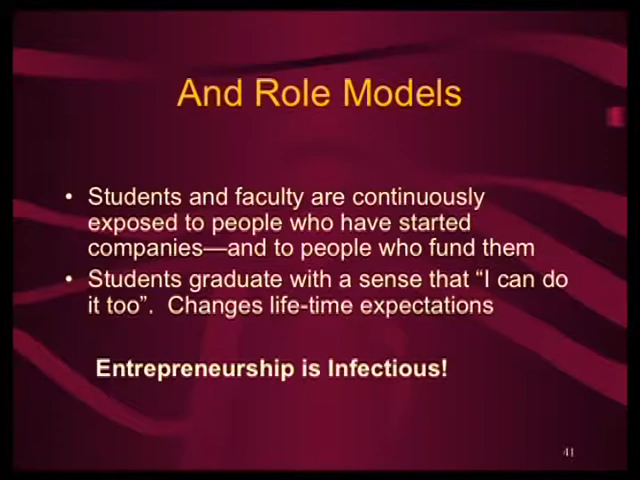 And Role Models
• Students and faculty are continuously
exposed to people who have started
companies—and to people who fund them
• Students graduate with a sense that “I can do
it too”.  Changes life-time expectations
Entrepreneurship is Infectious!
41